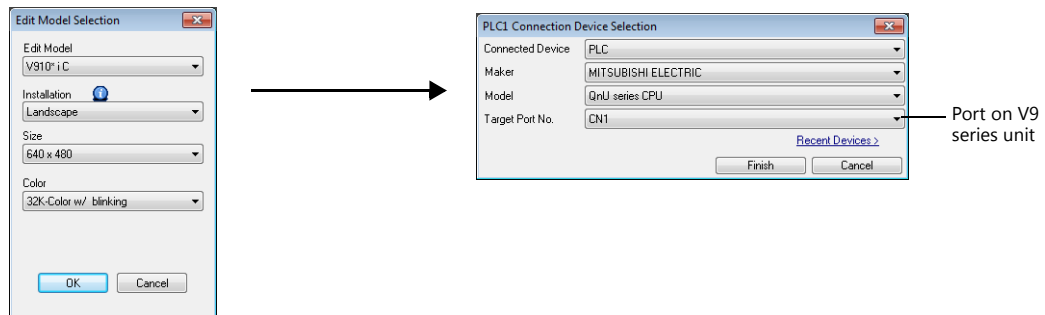 Edit Model Selection
Edit Model
V910* i C
Installation
Landscape
Size
640 x 480
Color
32K-Color w/ blinking
OK
Cancel
PLC1 Connection Device Selection
Connected Device PLC
Maker MITSUBISHI ELECTRIC
Model QnU series CPU
Target Port No. CN1
Recent Devices >
Finish
Cancel
Port on V9
series unit